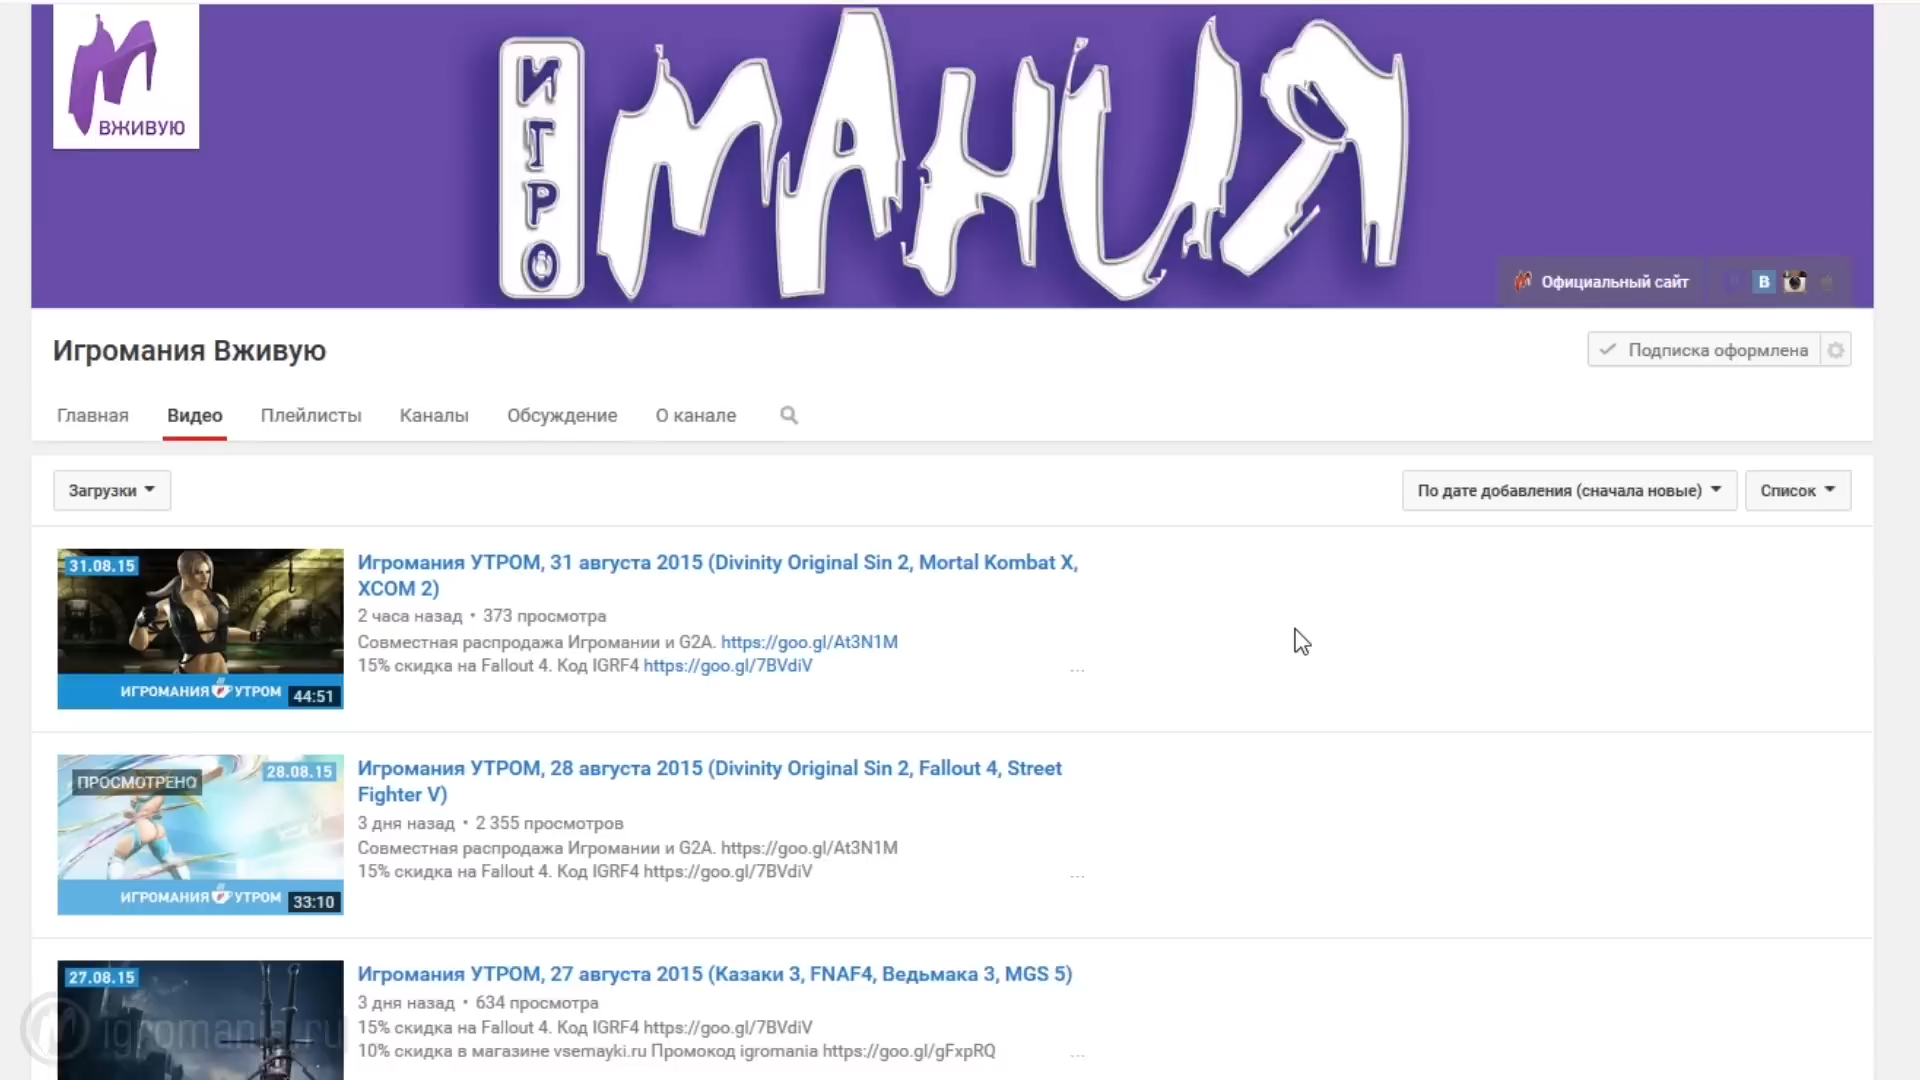 ВЖИВУЮ
ИГРО
МАНИЯ
Официальный сайт
Игромания Вживую
Подписка оформлена
Главная Видео Плейлисты Каналы Обсуждение О канале
Загрузки
По дате добавления (сначала новые) Список
31.08.15
ИГРОМАНИЯ УТРОМ
44:51
Игромания УТРОМ, 31 августа 2015 (Divinity Original Sin 2, Mortal Kombat X,
XCOM 2)
2 часа назад • 373 просмотра
Совместная распродажа Игромании и G2A. https://goo.gl/At3N1M
15% скидка на Fallout 4. Код IGRF4 https://goo.gl/7BVdiV
...
ПРОСМОТРЕНО
28.08.15
ИГРОМАНИЯ УТРОМ
33:10
Игромания УТРОМ, 28 августа 2015 (Divinity Original Sin 2, Fallout 4, Street
Fighter V)
3 дня назад • 2 355 просмотров
Совместная распродажа Игромании и G2A. https://goo.gl/At3N1M
15% скидка на Fallout 4. Код IGRF4 https://goo.gl/7BVdiV
...
27.08.15
Игромания УТРОМ, 27 августа 2015 (Казаки 3, FNAF4, Ведьмака 3, MGS 5)
3 дня назад • 634 просмотра
15% скидка на Fallout 4. Код IGRF4 https://goo.gl/7BVdiV
10% скидка в магазине vsemayki.ru Промокод igromania https://goo.gl/gFxpRQ
...
igromania.ru